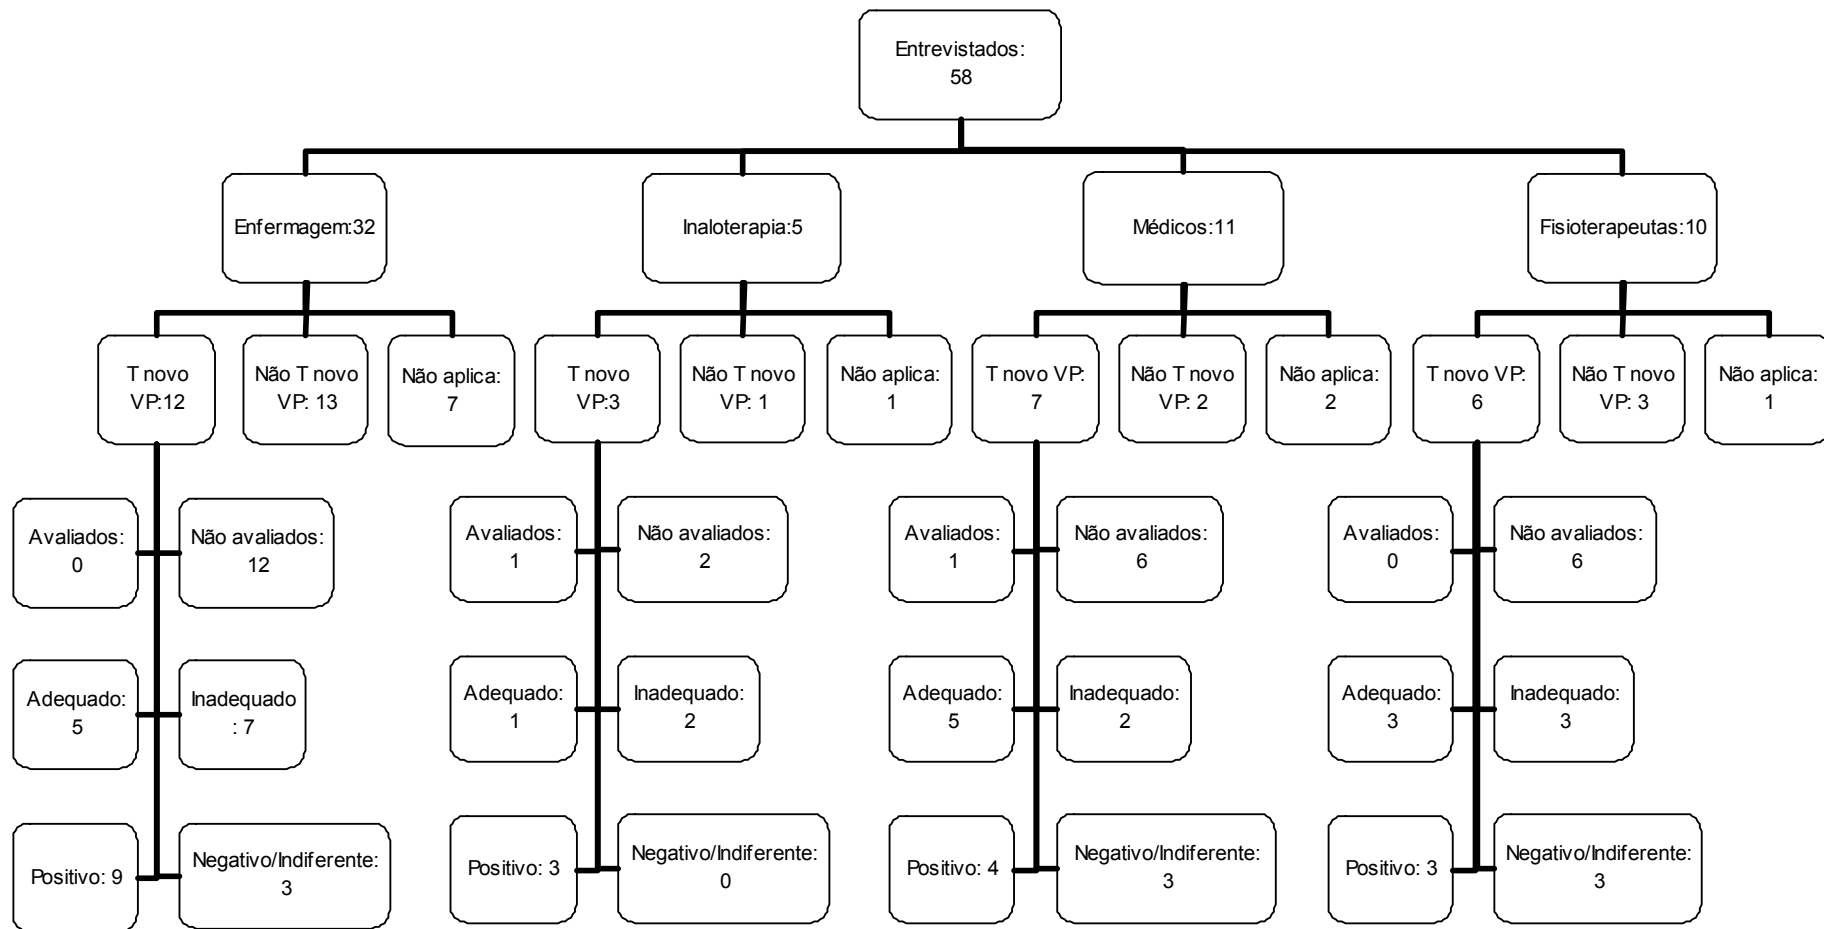 Entrevistados:
58
Enfermagem:32
Inaloterapia:5
Médicos:11
Fisioterapeutas:10
T novo
VP:12
Não T novo
VP: 13
Não aplica:
7
T novo
VP:3
Não T novo
VP: 1
Não aplica:
1
T novo VP:
7
Não T novo
VP: 2
Não aplica:
2
T novo VP:
6
Não T novo
VP: 3
Não aplica:
1
Avaliados:
0
Não avaliados:
12
Avaliados:
1
Não avaliados:
2
Avaliados:
1
Não avaliados:
6
Avaliados:
0
Não avaliados:
6
Adequado:
5
Inadequado
: 7
Adequado:
1
Inadequado:
2
Adequado:
5
Inadequado:
2
Adequado:
3
Inadequado:
3
Positivo: 9
Negativo/Indiferente:
3
Positivo: 3
Negativo/Indiferente:
0
Positivo: 4
Negativo/Indiferente:
3
Positivo: 3
Negativo/Indiferente:
3